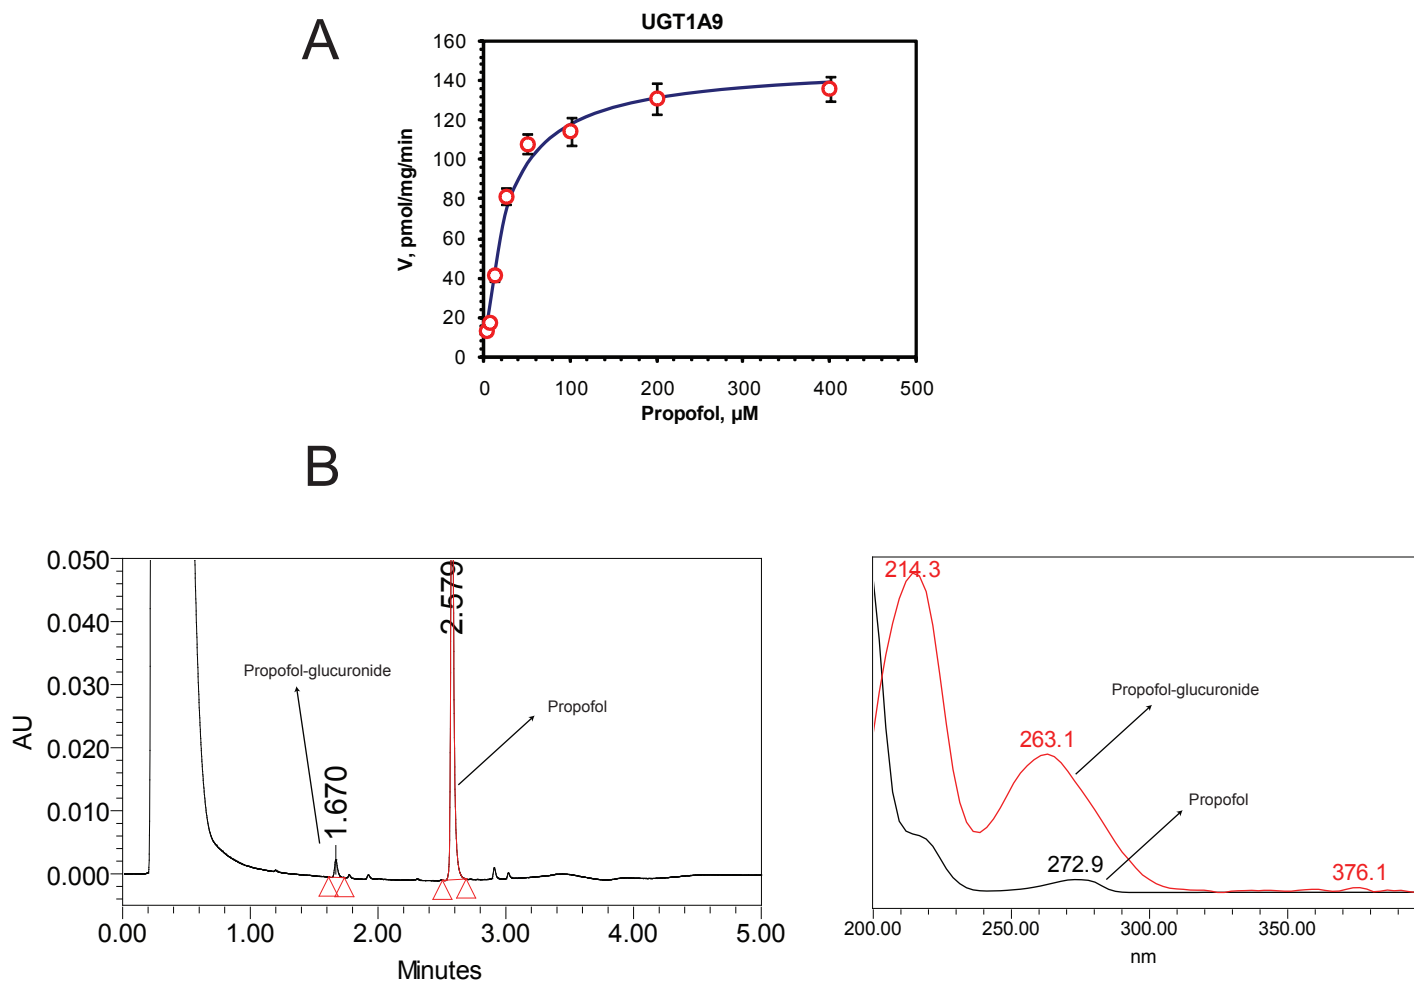 A
UGT1A9
160
140
120
100
80
60
40
20
0
V, pmol/mg/min
0 100 200 300 400 500
Propofol, µM
B
0.050
0.040
0.030
0.020
0.010
0.000
AU
Propofol-glucuronide
1.670
2.579
Propofol
0.00 1.00 2.00 3.00 4.00 5.00
Minutes
214.3
263.1
Propofol-glucuronide
Propofol
272.9
376.1
200.00 250.00 300.00 350.00
nm